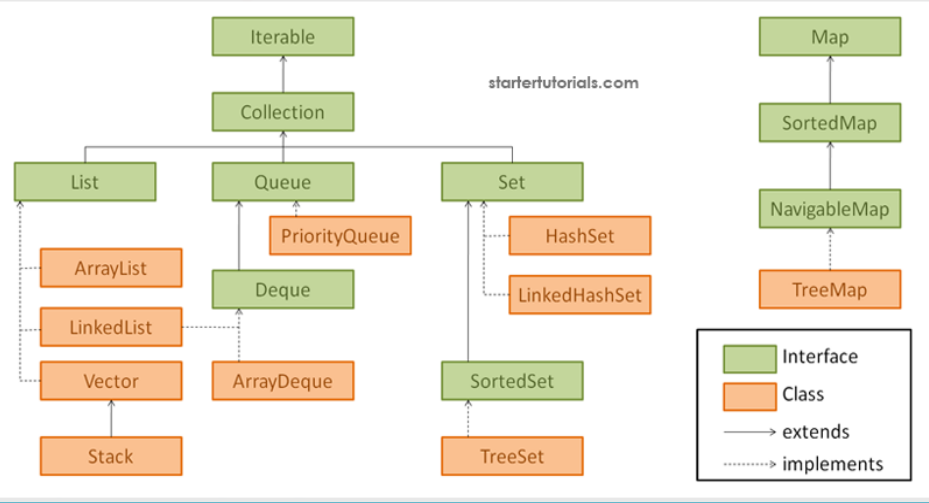 Iterable
Map
startertutorials.com
Collection
SortedMap
List
Queue
Set
NavigableMap
PriorityQueue
HashSet
ArrayList
Deque
LinkedHashSet
TreeMap
LinkedList
Interface
Vector
ArrayDeque
SortedSet
Class
extends
Stack
TreeSet
implements